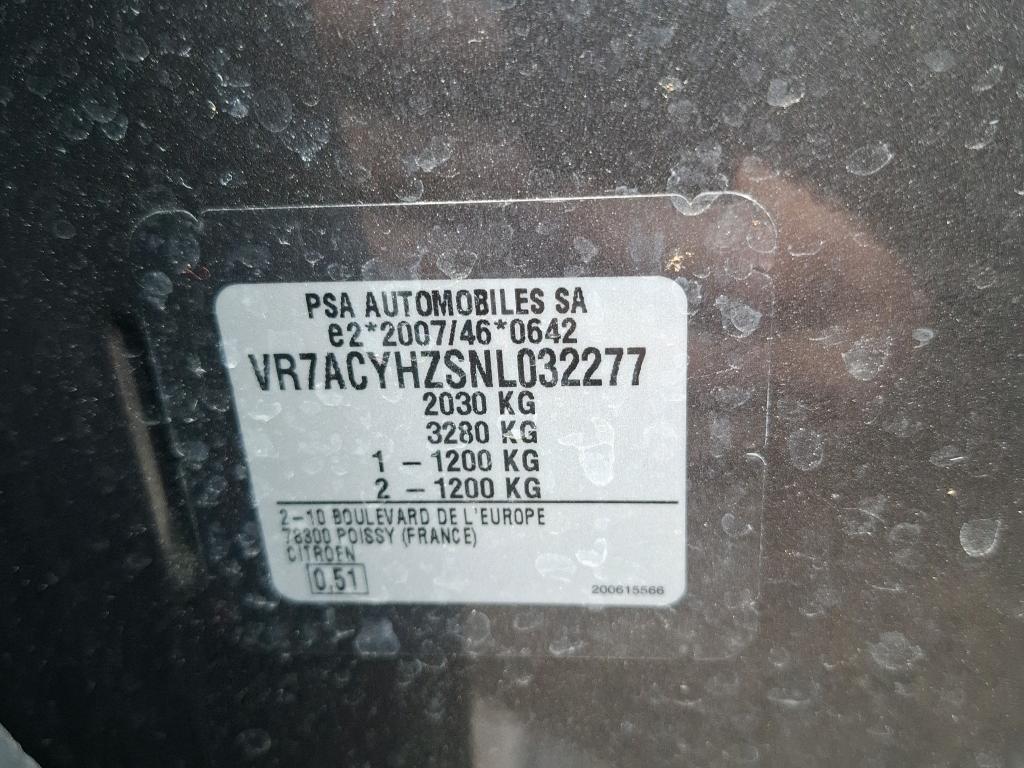 PSA AUTOMOBILES SA
e2*2007/46*0642
VR7ACYHZSNL032277
2030 KG
3280 KG
1 - 1200 KG
2 - 1200 KG
2-10 BOULEVARD DE L'EUROPE
78300 POISSY (FRANCE)
CITROEN
0,51
200615566